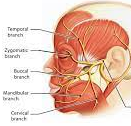 Temporal
branch
Zygomatic
branch
Buccal
branch
Mandibular
branch
Cervical
branch